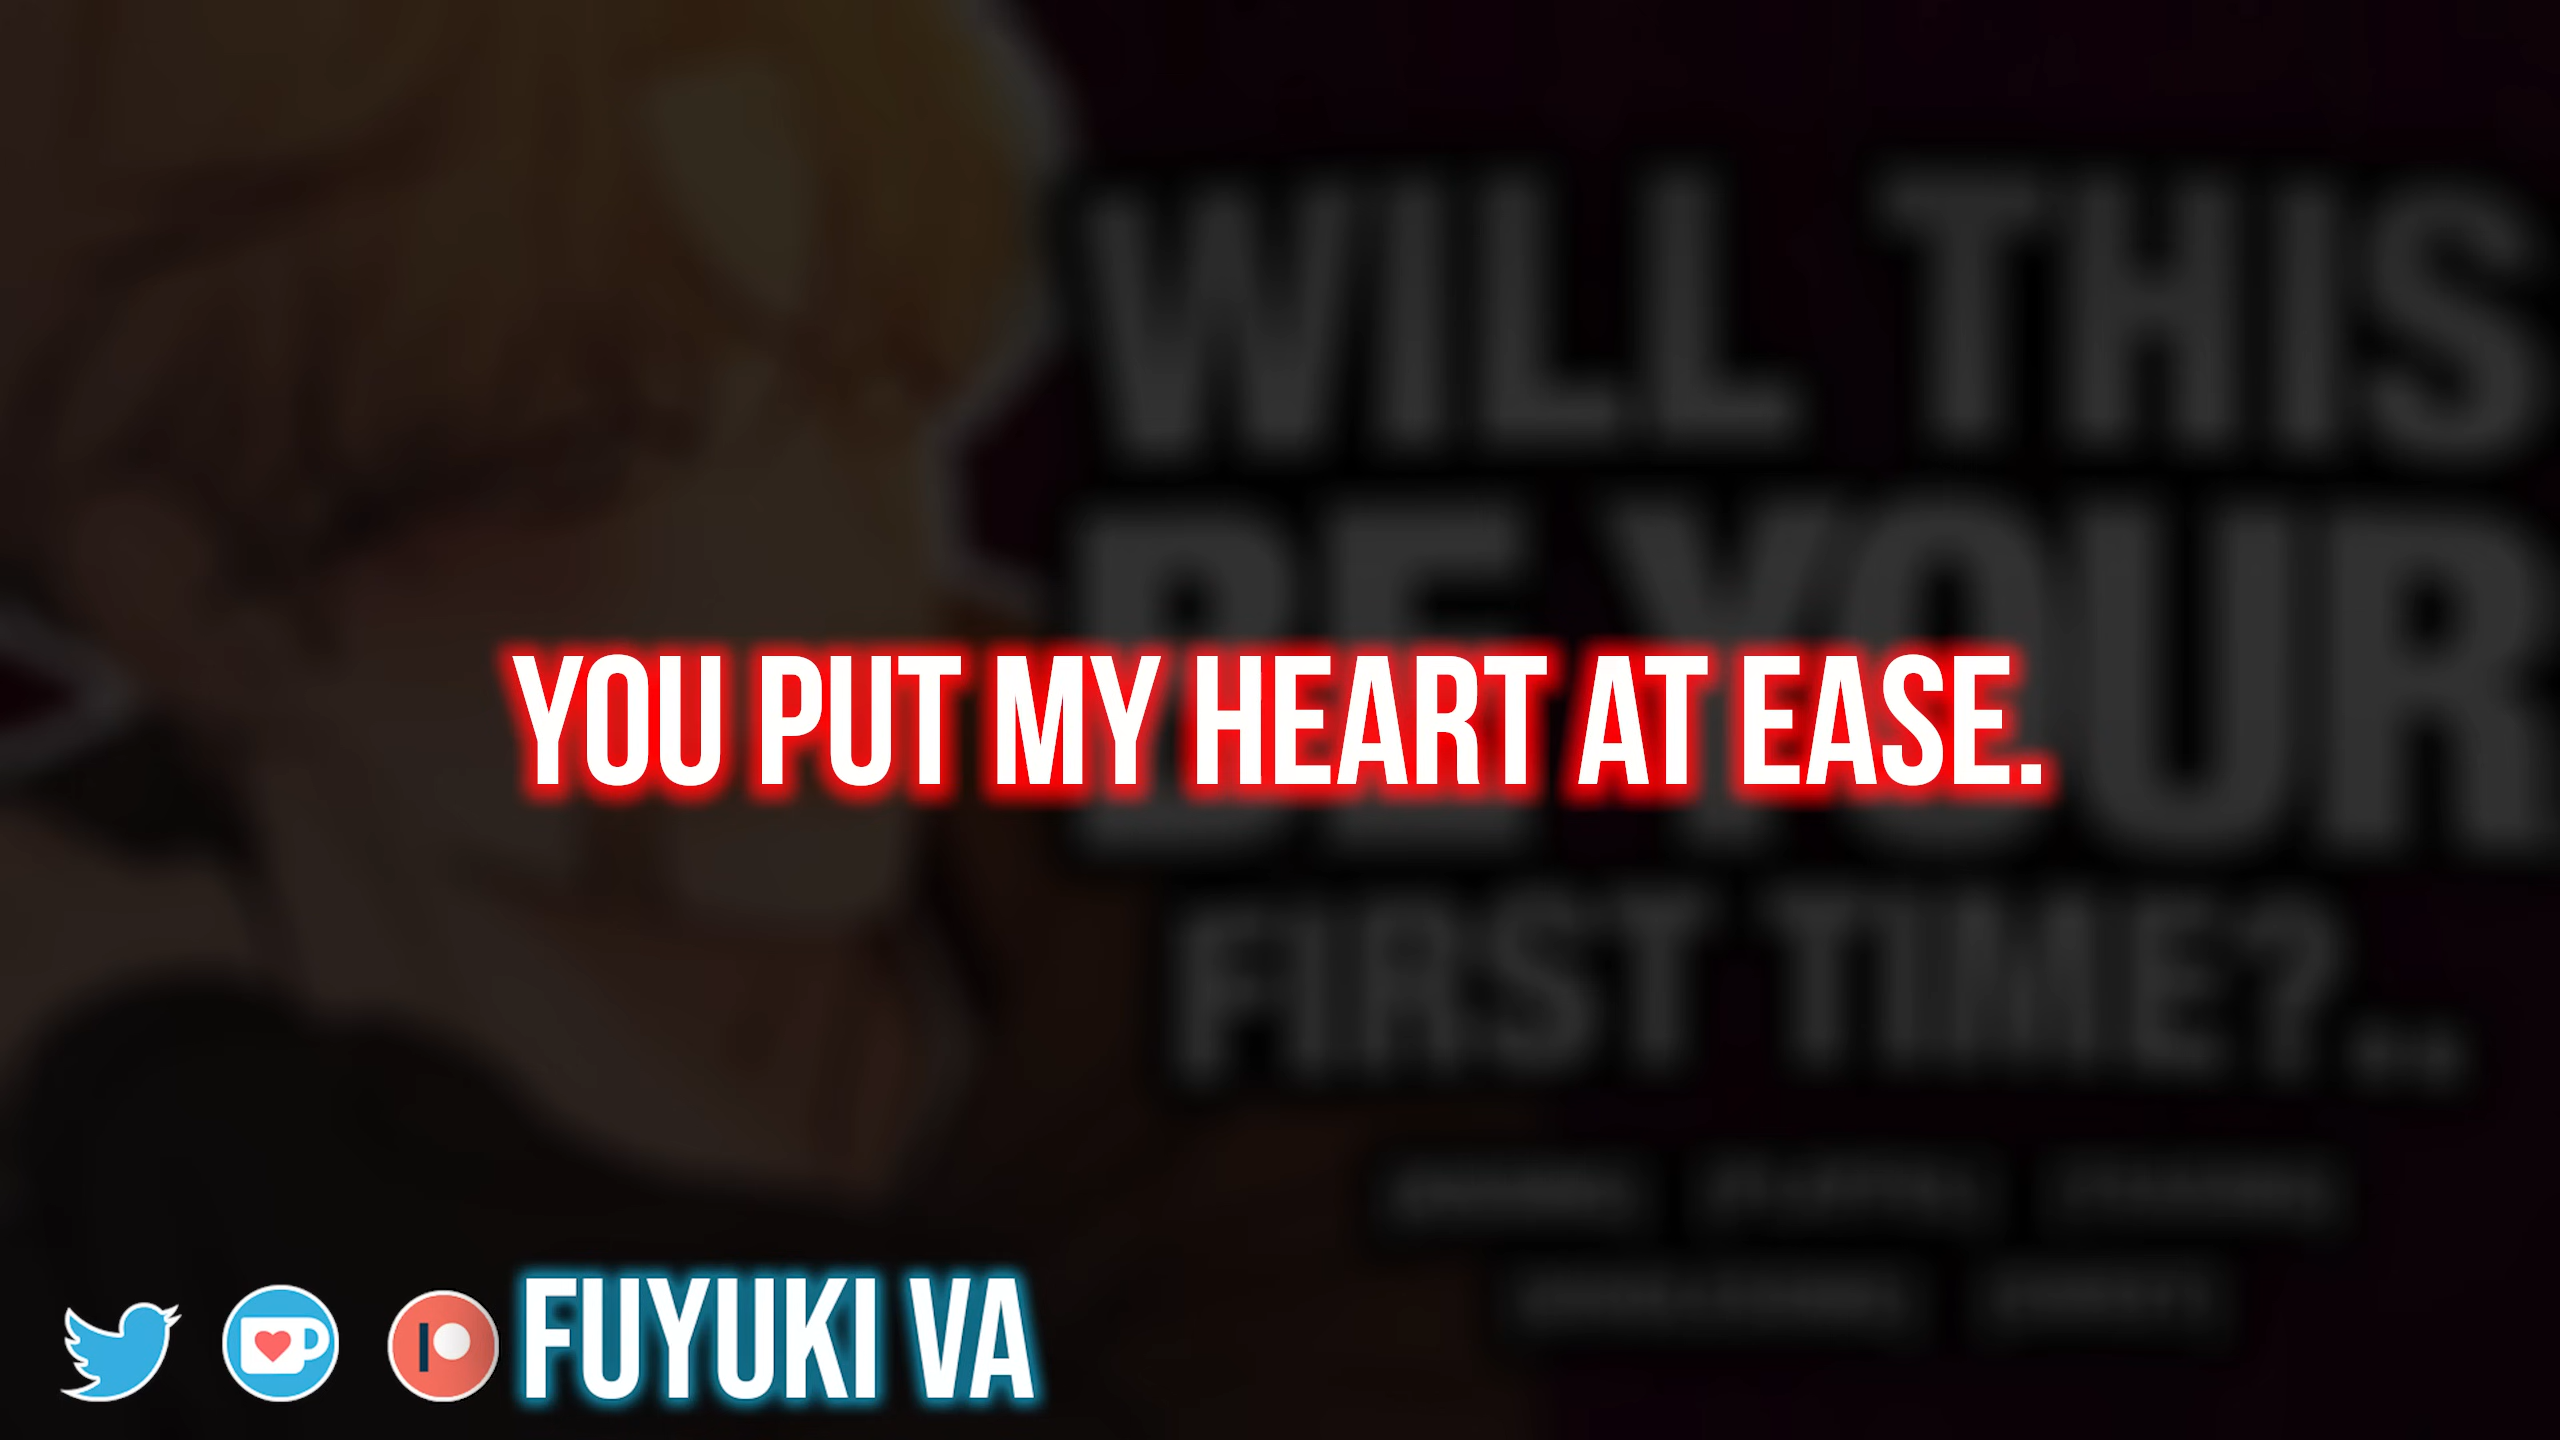 WILL THIS
BE YOUR
YOU PUT MY HEART AT EASE.
FIRST TIME?..
FUYUKI VA